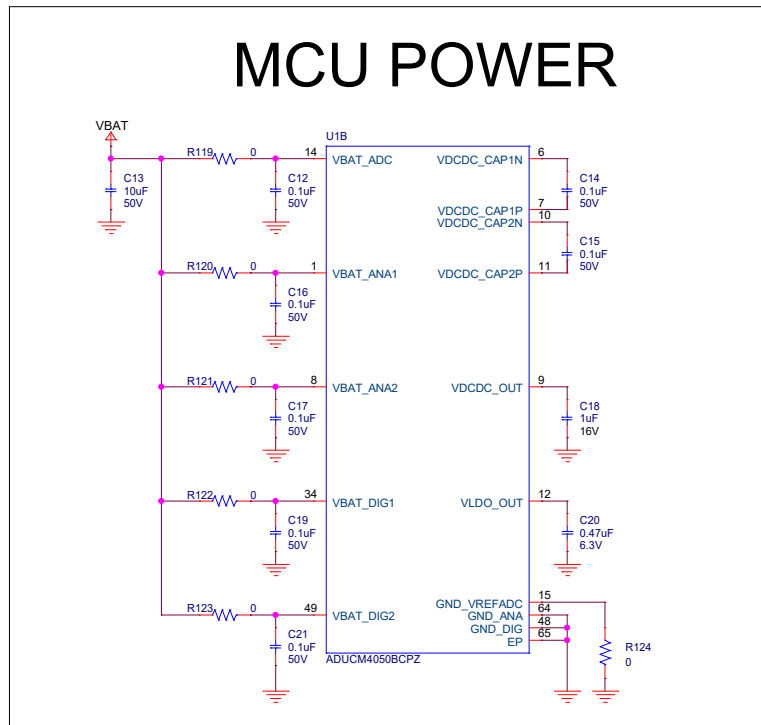 MCU POWER
VBAT
U1B
R119 0 14 VBAT_ADC VDCDC_CAP1N 6
C13
10uF
50V
C12
0.1uF
50V
C14
0.1uF
50V
VDCDC_CAP1P 7
VDCDC_CAP2N 10
C15
0.1uF
50V
R120 0 1 VBAT_ANA1 VDCDC_CAP2P 11
C16
0.1uF
50V
R121 0 8 VBAT_ANA2 VDCDC_OUT 9
C17
0.1uF
50V
C18
1uF
16V
R122 0 34 VBAT_DIG1 VLDO_OUT 12
C19
0.1uF
50V
C20
0.47uF
6.3V
GND_VREFADC 15
R123 0 49 VBAT_DIG2 GND_ANA 64
GND_DIG 48
EP 65
C21
0.1uF
50V
R124
0
ADUCM4050BCPZ